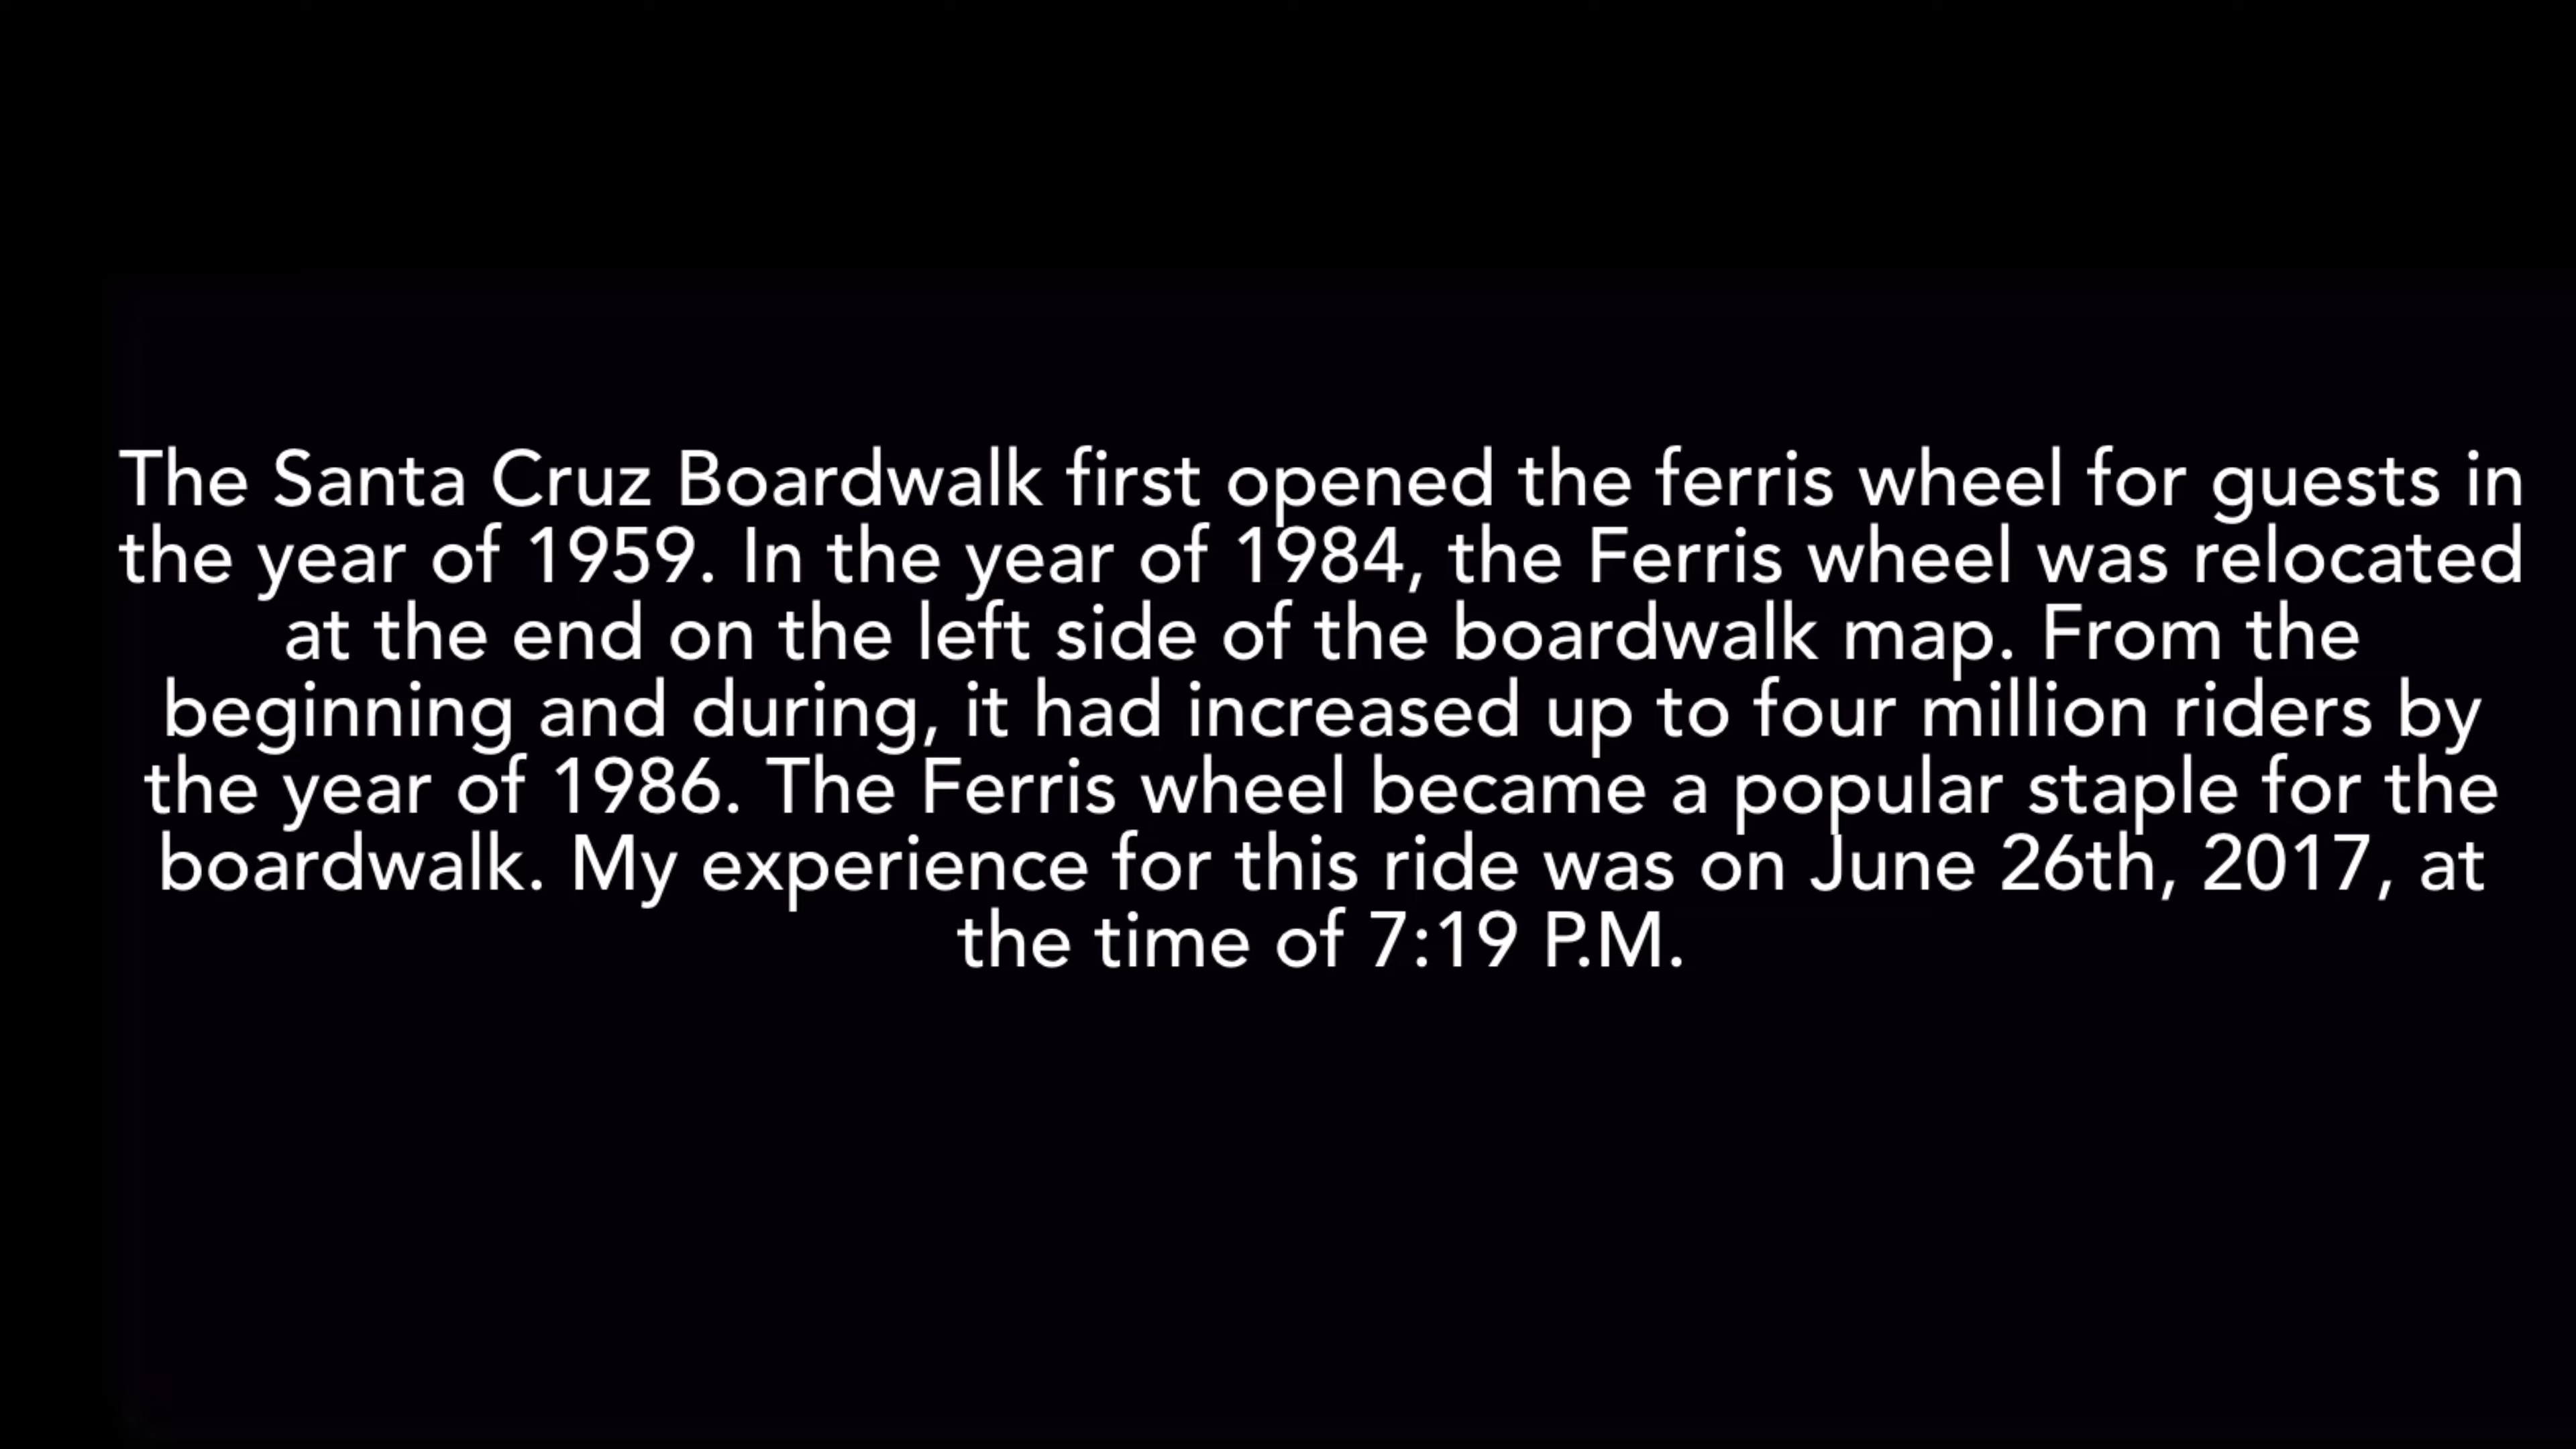 The Santa Cruz Boardwalk first opened the ferris wheel for guests in
the year of 1959. In the year of 1984, the Ferris wheel was relocated
at the end on the left side of the boardwalk map. From the
beginning and during, it had increased up to four million riders by
the year of 1986. The Ferris wheel became a popular staple for the
boardwalk. My experience for this ride was on June 26th, 2017, at
the time of 7:19 P.M.